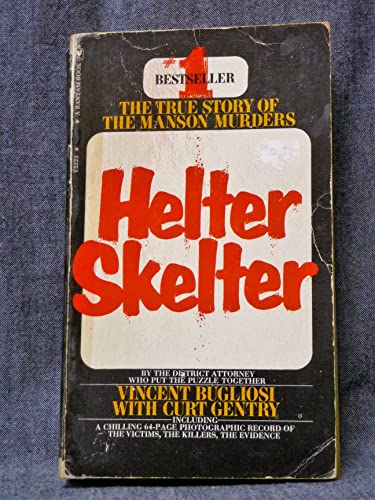 #1
BESTSELLER
THE TRUE STORY OF
THE MANSON MURDERS
Helter
Skelter
BY THE DISTRICT ATTORNEY
WHO PUT THE PUZZLE TOGETHER
VINCENT BUGLIOSI
WITH CURT GENTRY
INCLUDING
A CHILLING 64-PAGE PHOTOGRAPHIC RECORD OF
THE VICTIMS, THE KILLERS, THE EVIDENCE
A BANTAM BOOK